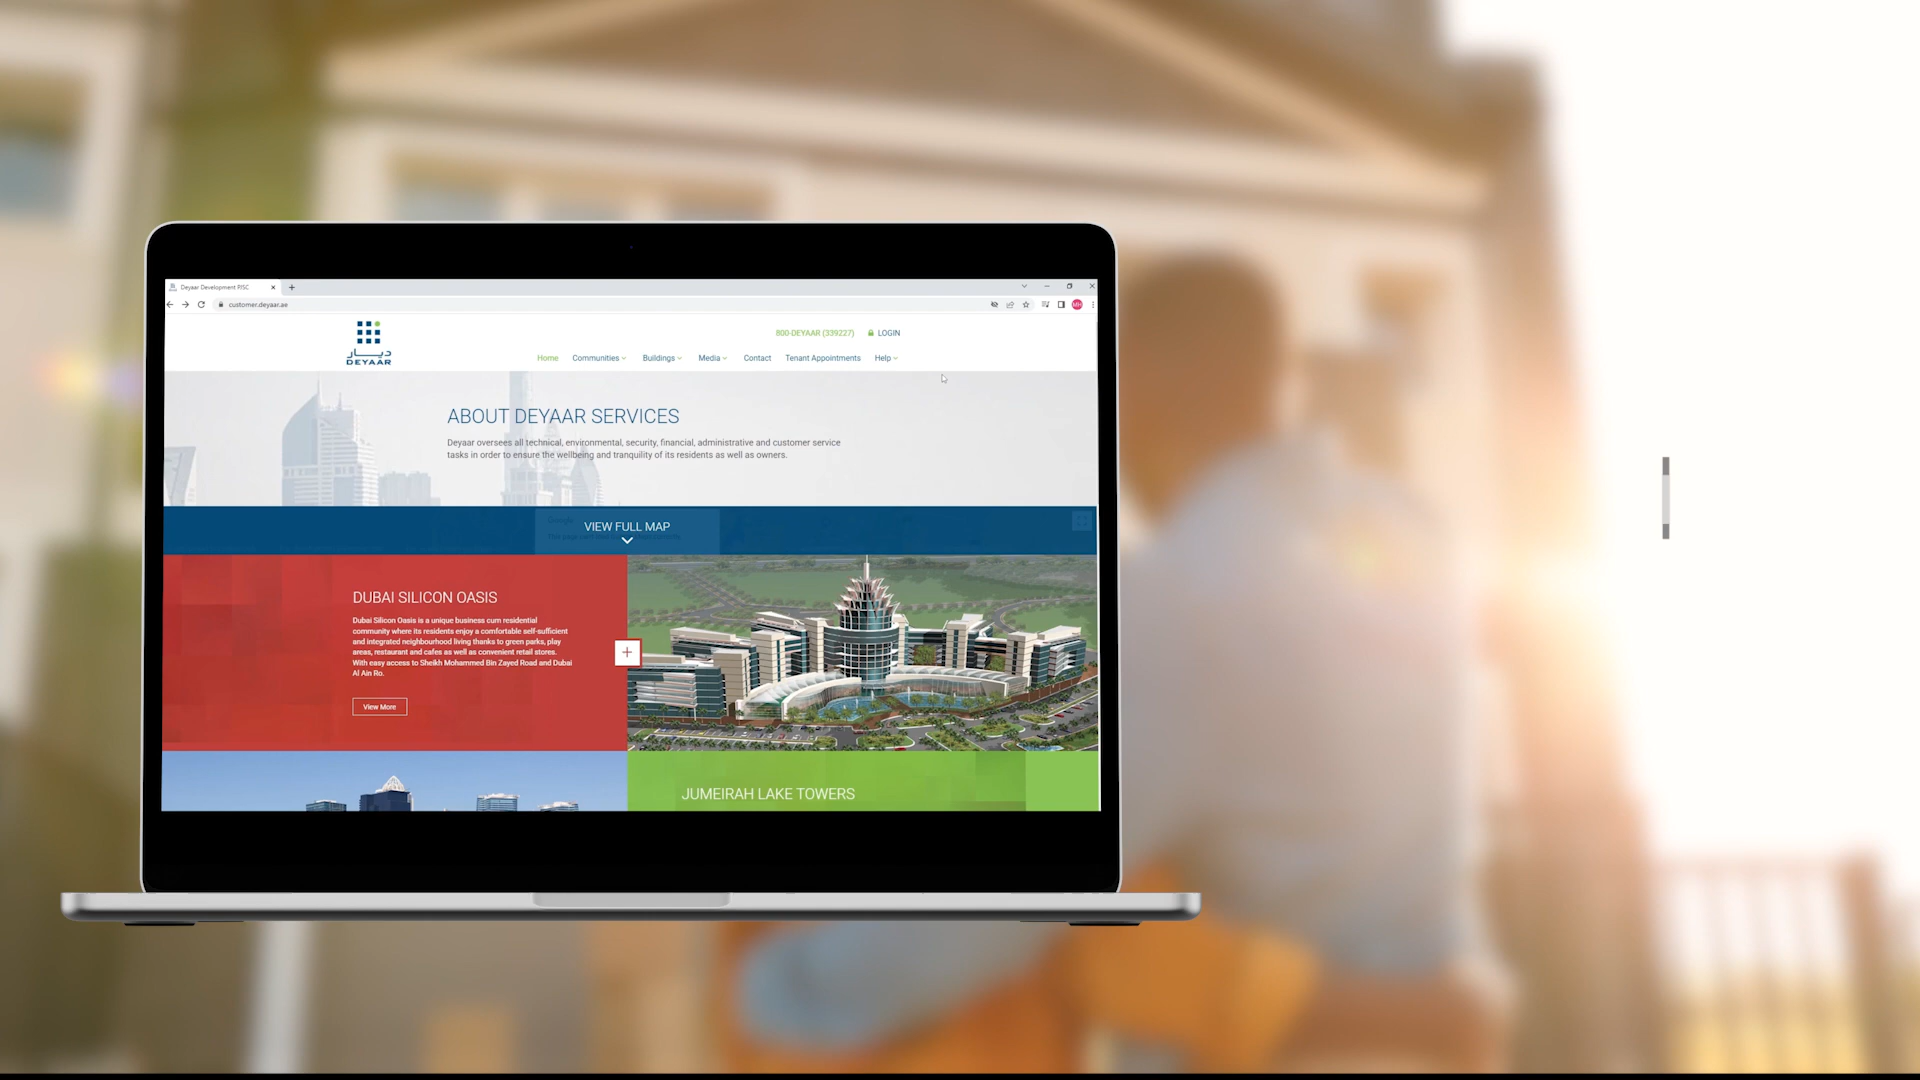 Deyaar Development PJSC
customer.deyaar.ae
MH
ديار
DEYAAR
800-DEYAAR (339227)
LOGIN
Home
Communities
Buildings
Media
Contact
Tenant Appointments
Help
ABOUT DEYAAR SERVICES
Deyaar oversees all technical, environmental, security, financial, administrative and customer service
tasks in order to ensure the wellbeing and tranquility of its residents as well as owners.
VIEW FULL MAP
DUBAI SILICON OASIS
Dubai Silicon Oasis is a unique business cum residential
community where its residents enjoy a comfortable self-sufficient
and integrated neighbourhood living thanks to green parks, play
areas, restaurant and cafes as well as convenient retail stores.
With easy access to Sheikh Mohammed Bin Zayed Road and Dubai
Al Ain Ro.
View More
JUMEIRAH LAKE TOWERS